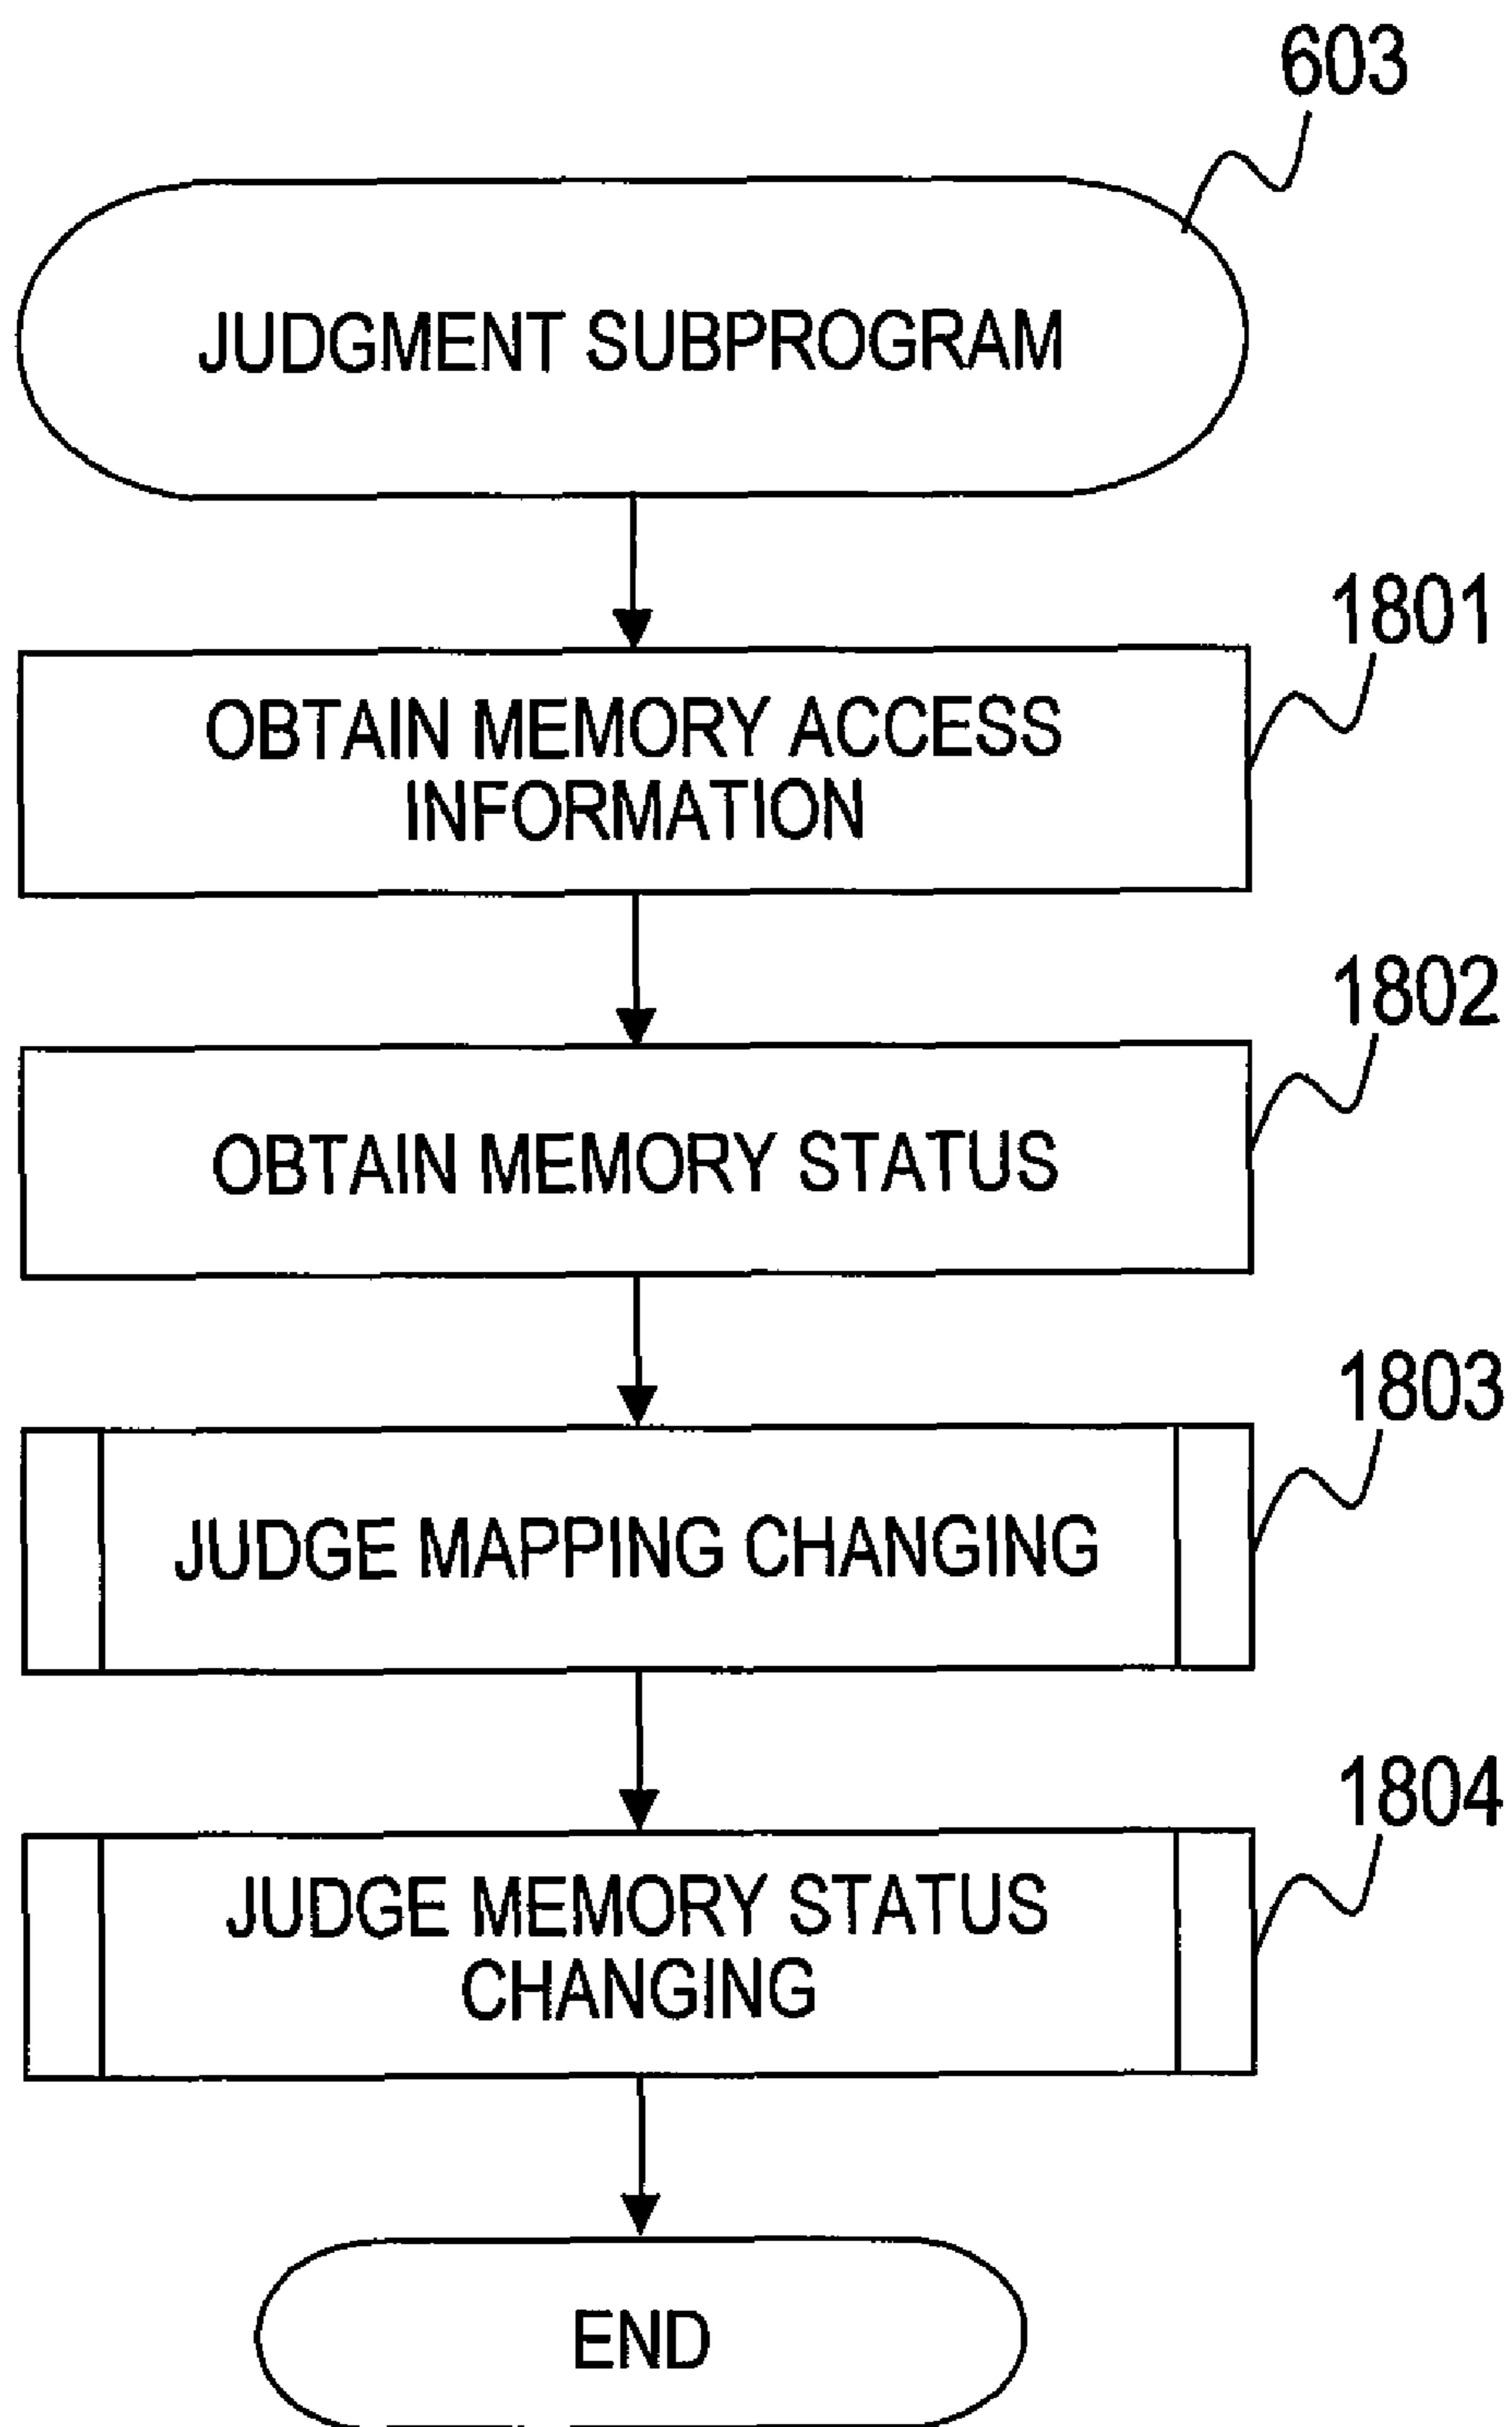 603
JUDGMENT SUBPROGRAM
1801
OBTAIN MEMORY ACCESS
INFORMATION
1802
OBTAIN MEMORY STATUS
1803
JUDGE MAPPING CHANGING
1804
JUDGE MEMORY STATUS
CHANGING
END